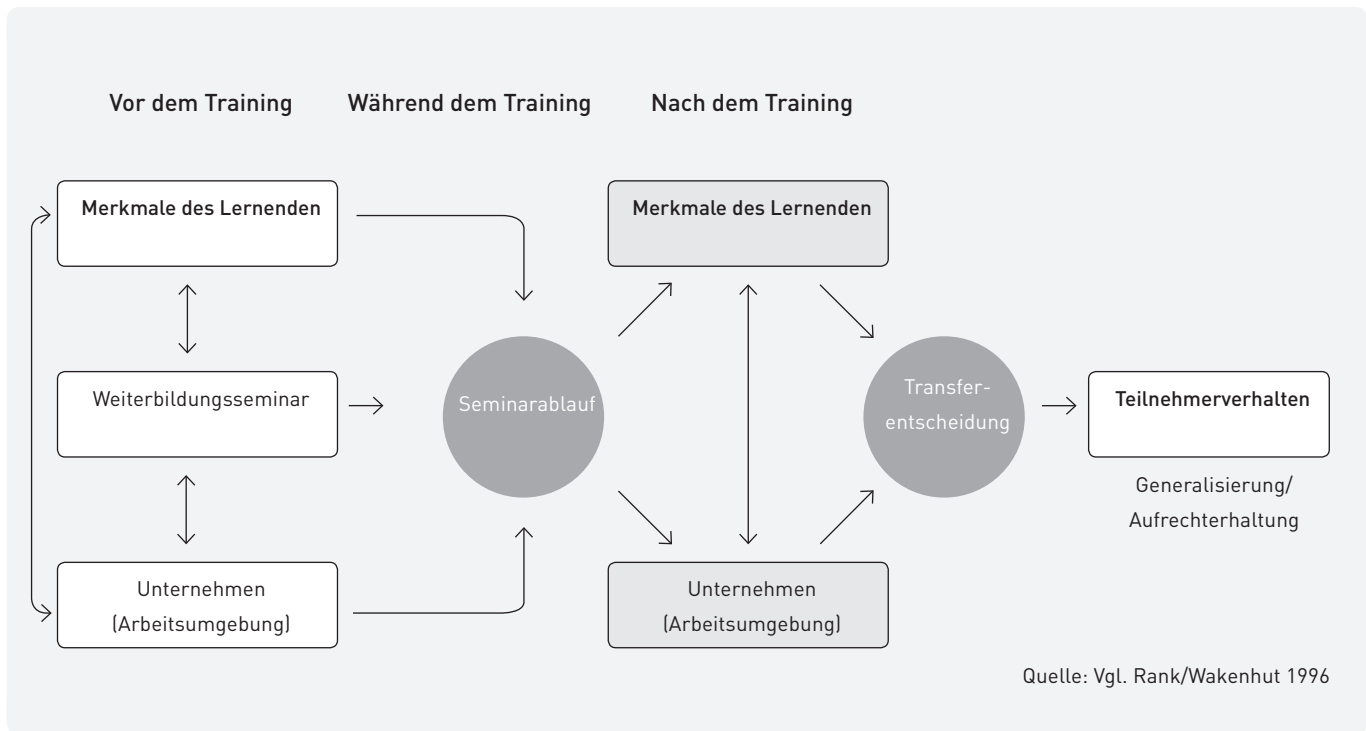 Vor dem Training
Während dem Training
Nach dem Training
Merkmale des Lernenden
Merkmale des Lernenden
Weiterbildungsseminar
Seminarablauf
Transfer-
entscheidung
Teilnehmerverhalten
Generalisierung/
Aufrechterhaltung
Unternehmen
(Arbeitsumgebung)
Unternehmen
(Arbeitsumgebung)
Quelle: Vgl. Rank/Wakenhut 1996